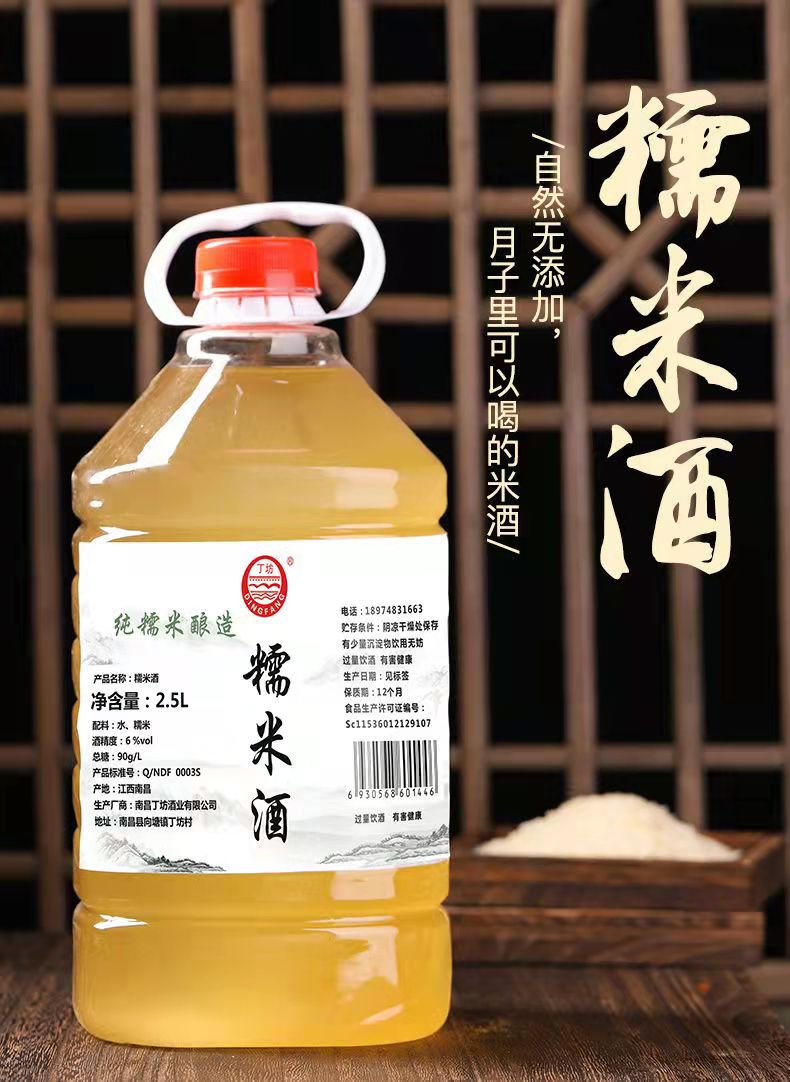 糯米酒
/自然无添加，
月子里可以喝的米酒/
丁坊
DINGFANG
®
纯糯米酿造
糯米酒
产品名称：糯米酒
净含量：2.5L
配料：水、糯米
酒精度：6%vol
总糖：90g/L
产品标准号：Q/NDF 0003S
产地：江西南昌
生产厂商：南昌丁坊酒业有限公司
地址：南昌县向塘镇丁坊村
电话：18974831663
贮存条件：阴凉干燥处保存
有少量沉淀物饮用无妨
过量饮酒 有害健康
生产日期：见标签
保质期：12个月
食品生产许可证编号：
Sc11536012129107
6930568601446
过量饮酒 有害健康